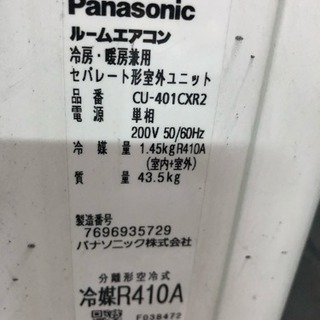 Panasonic
ルームエアコン
冷房・暖房兼用
セパレート形室外ユニット
品番 CU-401CXR2
電源 単相
200V 50/60Hz
冷媒量 1.45kg R410A
(室内+室外)
質量 43.5kg
製造番号
7696935729
パナソニック株式会社
分離形空冷式
冷媒R410A
F038472